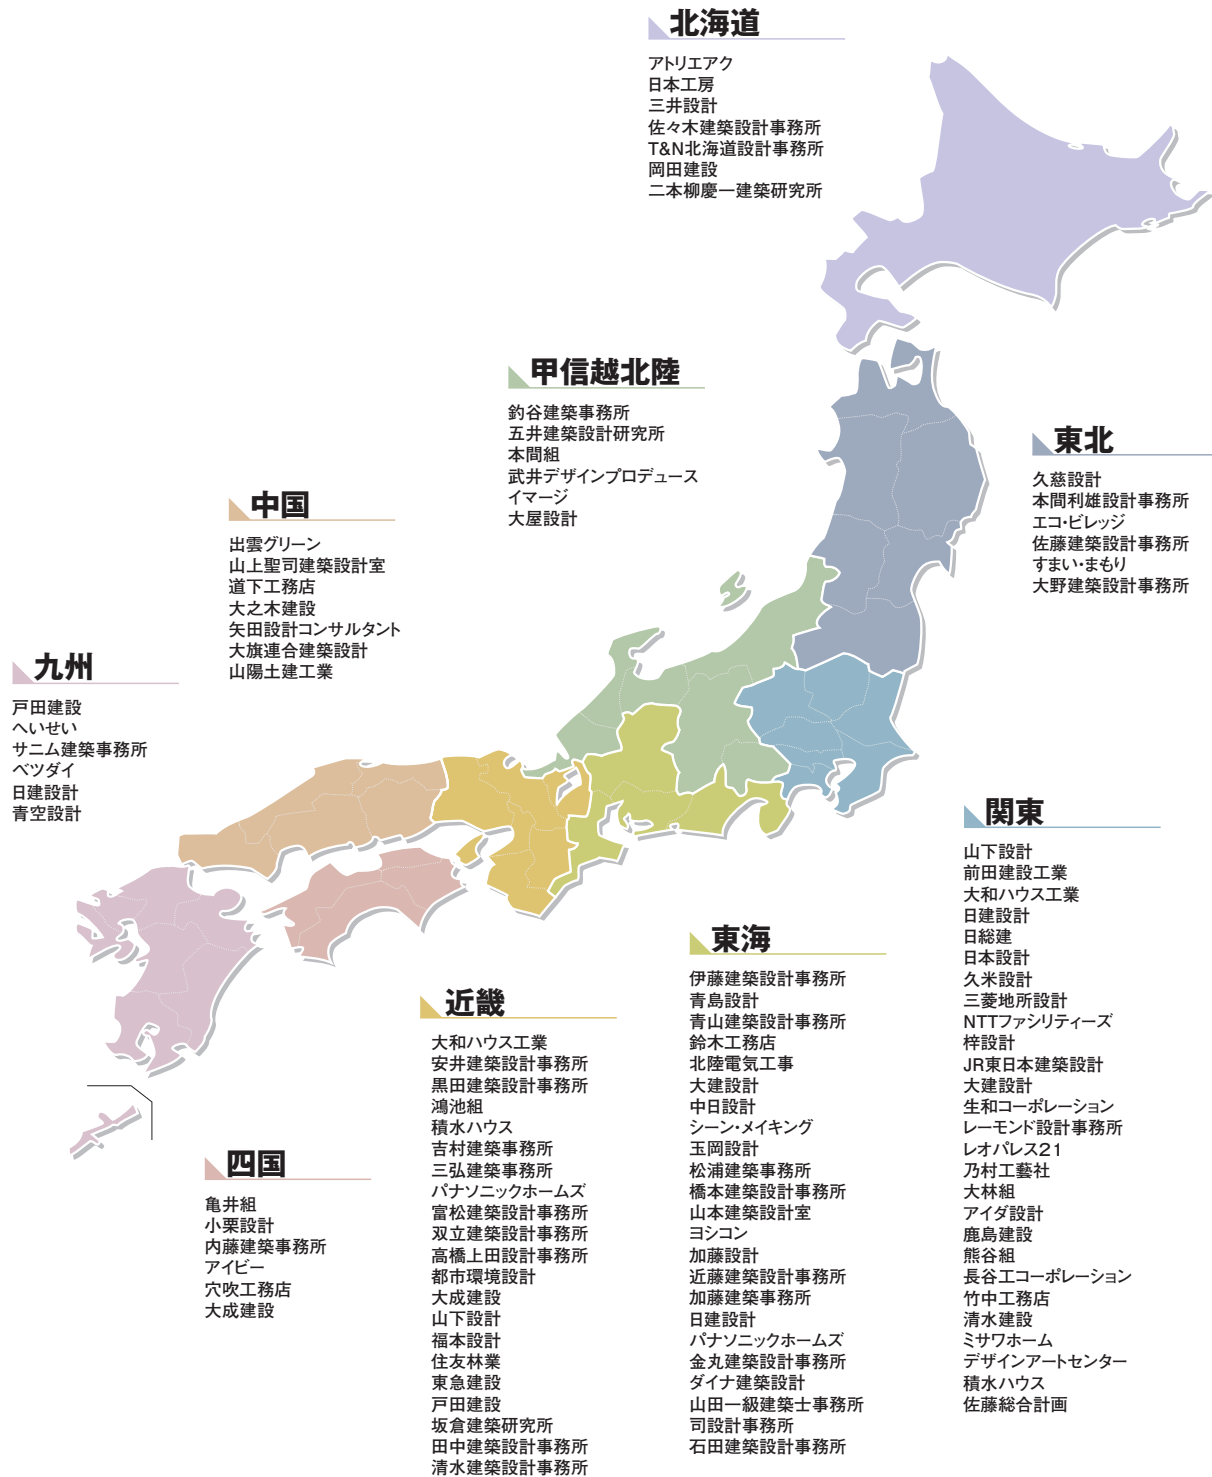 北海道
アトリエアク
日本工房
三井設計
佐々木建築設計事務所
T&N北海道設計事務所
岡田建設
二本柳慶一建築研究所
甲信越北陸
釣谷建築事務所
五井建築設計研究所
本間組
武井デザインプロデュース
イマージ
大屋設計
東北
久慈設計
本間利雄設計事務所
エコ・ビレッジ
佐藤建築設計事務所
すまい・まもり
大野建築設計事務所
中国
出雲グリーン
山上聖司建築設計室
道下工務店
大之木建設
矢田設計コンサルタント
大旗連合建築設計
山陽土建工業
九州
戸田建設
へいせい
サニム建築事務所
ベツダイ
日建設計
青空設計
関東
山下設計
前田建設工業
大和ハウス工業
日建設計
日総建
日本設計
久米設計
三菱地所設計
NTTファシリティーズ
梓設計
JR東日本建築設計
大建設計
生和コーポレーション
レーモンド設計事務所
レオパレス21
乃村工藝社
大林組
アイダ設計
鹿島建設
熊谷組
長谷工コーポレーション
竹中工務店
清水建設
ミサワホーム
デザインアートセンター
積水ハウス
佐藤総合計画
東海
伊藤建築設計事務所
青島設計
青山建築設計事務所
鈴木工務店
北陸電気工事
大建設計
中日設計
シーン・メイキング
玉岡設計
松浦建築事務所
橋本建築設計事務所
山本建築設計室
ヨシコン
加藤設計
近藤建築設計事務所
加藤建築事務所
日建設計
パナソニックホームズ
金丸建築設計事務所
ダイナ建築設計
山田一級建築士事務所
司設計事務所
石田建築設計事務所
近畿
大和ハウス工業
安井建築設計事務所
黒田建築設計事務所
鴻池組
積水ハウス
吉村建築事務所
三弘建築事務所
パナソニックホームズ
富松建築設計事務所
双立建築設計事務所
高橋上田設計事務所
都市環境設計
大成建設
山下設計
福本設計
住友林業
東急建設
戸田建設
坂倉建築研究所
田中建築設計事務所
清水建築設計事務所
四国
亀井組
小栗設計
内藤建築事務所
アイビー
穴吹工務店
大成建設